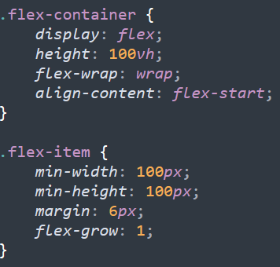 .flex-container {
    display: flex;
    height: 100vh;
    flex-wrap: wrap;
    align-content: flex-start;
}

.flex-item {
    min-width: 100px;
    min-height: 100px;
    margin: 6px;
    flex-grow: 1;
}